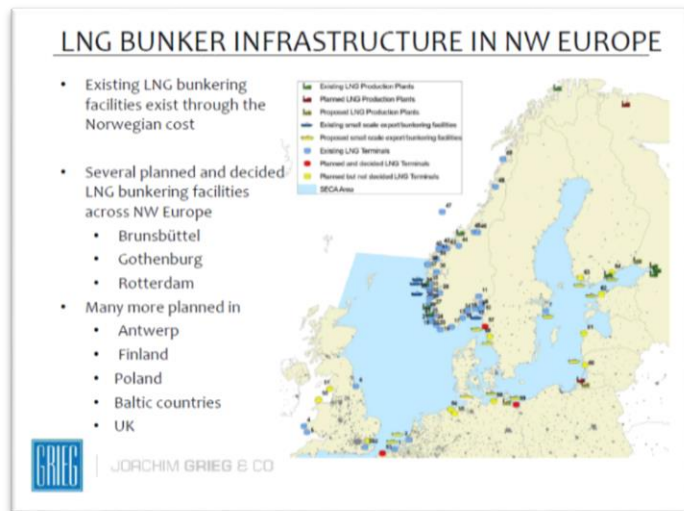 LNG BUNKER INFRASTRUCTURE IN NW EUROPE
• Existing LNG bunkering
facilities exist through the
Norwegian cost
• Several planned and decided
LNG bunkering facilities
across NW Europe
• Brunsbüttel
• Gothenburg
• Rotterdam
• Many more planned in
• Antwerp
• Finland
• Poland
• Baltic countries
• UK
Existing LNG Production Plants
Planned LNG Production Plants
Proposed LNG Production Plants
Existing small scale export bunkering facilities
Proposed small scale export bunkering facilities
Existing LNG Terminals
Planned and decided LNG Terminals
Planned but not decided LNG Terminals
SECA Area
GRIEG
JOACHIM GRIEG & CO